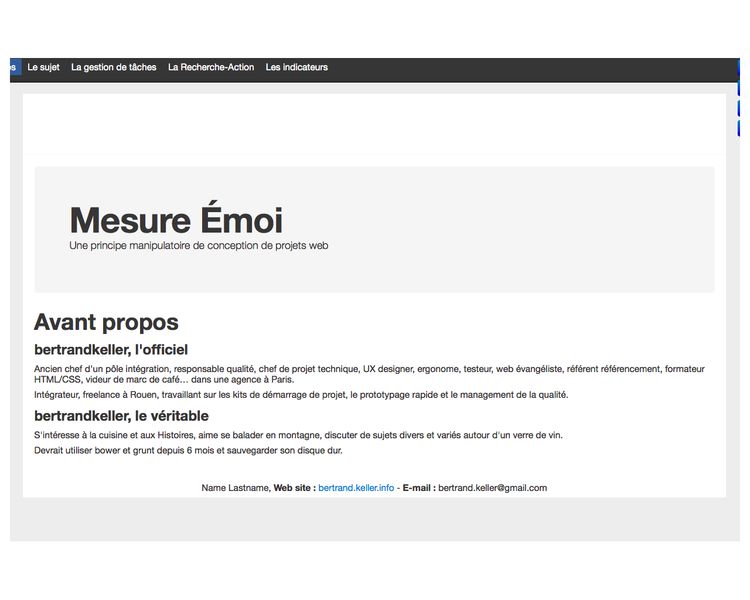 Le sujet La gestion de tâches La Recherche-Action Les indicateurs
Mesure Émoi
Une principe manipulatoire de conception de projets web
Avant propos
bertrandkeller, l'officiel
Ancien chef d'un pôle intégration, responsable qualité, chef de projet technique, UX designer, ergonome, testeur, web évangéliste, référent référencement, formateur
HTML/CSS, videur de marc de café… dans une agence à Paris.
Intégrateur, freelance à Rouen, travaillant sur les kits de démarrage de projet, le prototypage rapide et le management de la qualité.
bertrandkeller, le véritable
S'intéresse à la cuisine et aux Histoires, aime se balader en montagne, discuter de sujets divers et variés autour d'un verre de vin.
Devrait utiliser bower et grunt depuis 6 mois et sauvegarder son disque dur.
Name Lastname, Web site : bertrand.keller.info - E-mail : bertrand.keller@gmail.com